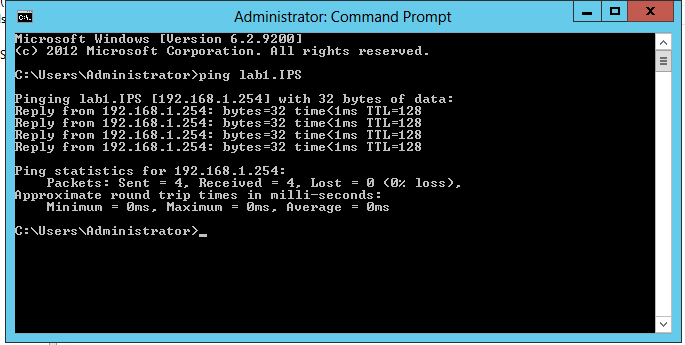 Administrator: Command Prompt
Microsoft Windows [Version 6.2.9200]
(c) 2012 Microsoft Corporation. All rights reserved.
C:\Users\Administrator>ping lab1.IPS
Pinging lab1.IPS [192.168.1.254] with 32 bytes of data:
Reply from 192.168.1.254: bytes=32 time<1ms TTL=128
Reply from 192.168.1.254: bytes=32 time<1ms TTL=128
Reply from 192.168.1.254: bytes=32 time<1ms TTL=128
Reply from 192.168.1.254: bytes=32 time<1ms TTL=128
Ping statistics for 192.168.1.254:
Packets: Sent = 4, Received = 4, Lost = 0 (0% loss),
Approximate round trip times in milli-seconds:
Minimum = 0ms, Maximum = 0ms, Average = 0ms
C:\Users\Administrator>_